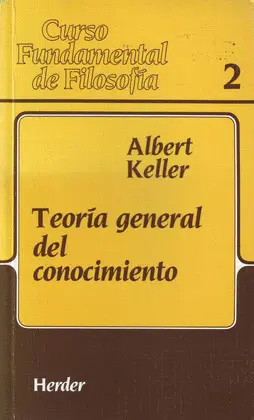 Curso
Fundamental
de Filosofía
2
Albert
Keller
Teoría general
del
conocimiento
Herder